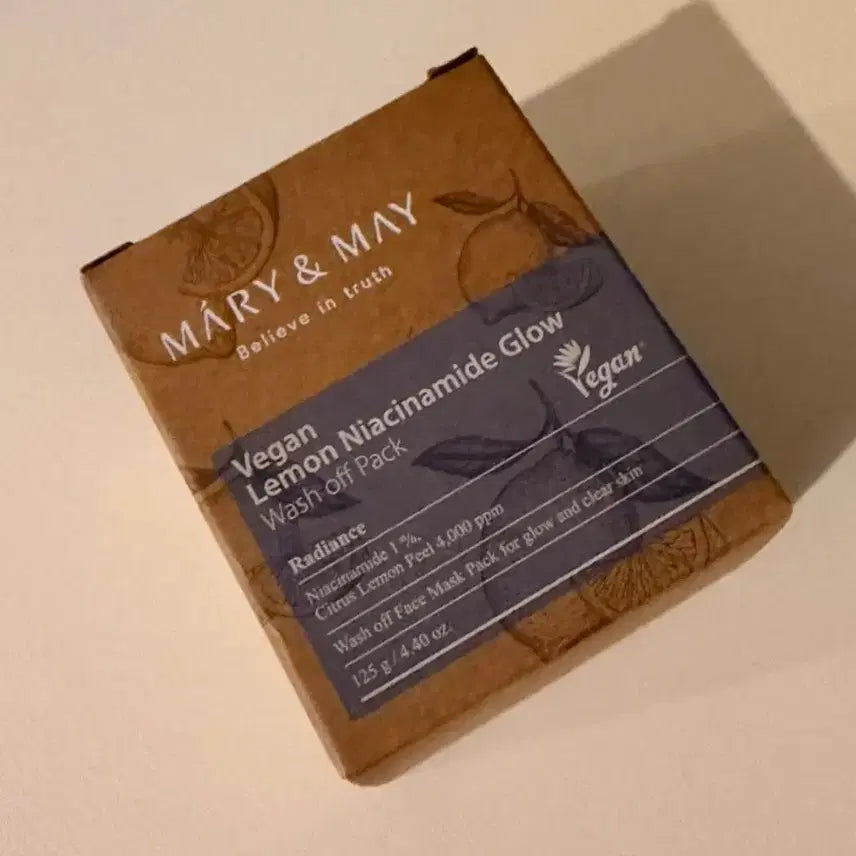 MÁRY & MAY
Believe in truth
Vegan
Lemon Niacinamide Glow
Wash off Pack
Vegan
Radiance
Niacinamide 1 %,
Citrus Lemon Peel 4,000 ppm
Wash off Face Mask Pack for glow and clear skin
125 g / 4.40 oz.